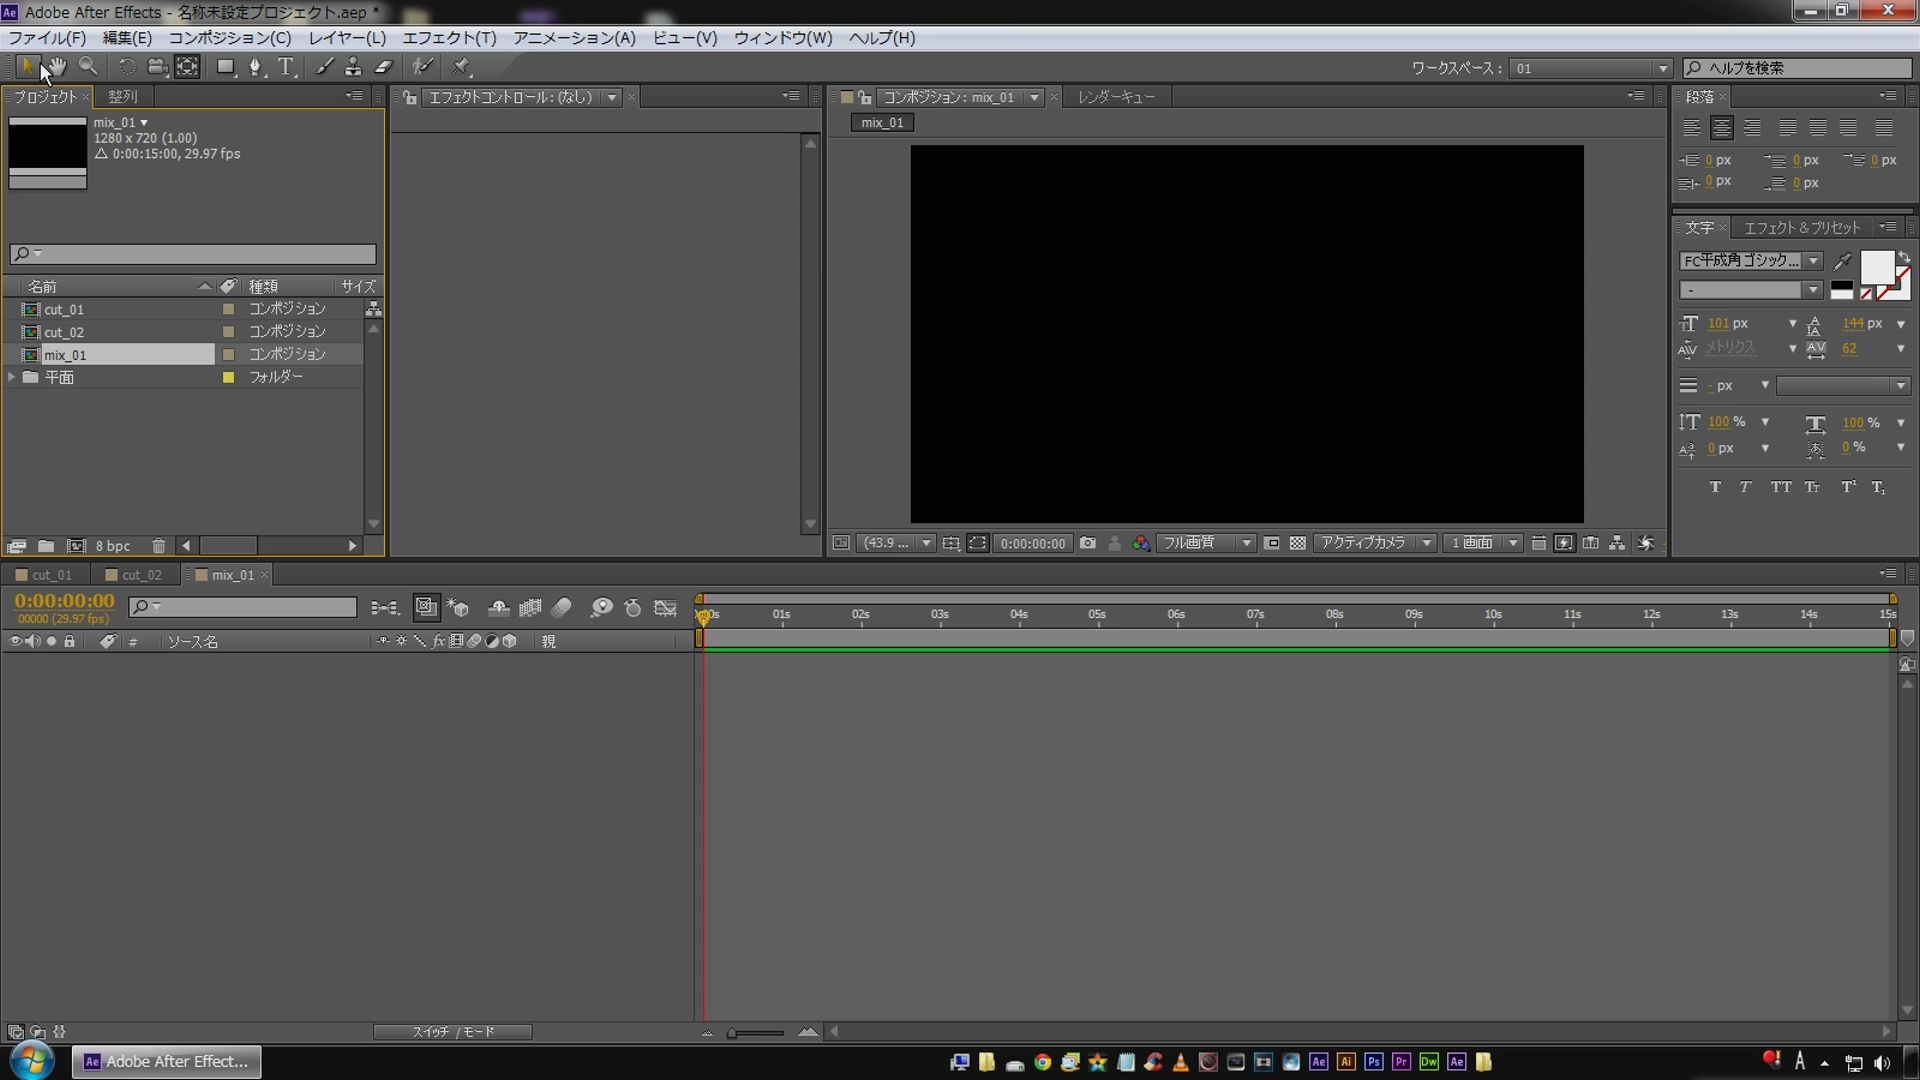 Adobe After Effects - 名称未設定プロジェクト.aep *
ファイル(F) 編集(E) コンポジション(C) レイヤー(L) エフェクト(T) アニメーション(A) ビュー(V) ウィンドウ(W) ヘルプ(H)
ワークスペース: 01 ヘルプを検索
プロジェクト 整列
mix_01
1280 x 720 (1.00)
Δ 0:00:15:00, 29.97 fps
名前 種類 サイズ
cut_01 コンポジション
cut_02 コンポジション
mix_01 コンポジション
平面 フォルダー
8 bpc
エフェクトコントロール: (なし)
コンポジション: mix_01 レンダーキュー
mix_01
(43.9 ... 0:00:00:00 フル画質 アクティブカメラ 1 画面
段落
0 px 0 px 0 px
0 px 0 px
文字 エフェクト＆プリセット
FC平成角ゴシック...
-
101 px 144 px
メトリクス 62
- px
100 % 100 %
0 px 0 %
T T TT Tт T¹ T₁
cut_01 cut_02 mix_01
0:00:00:00
00000 (29.97 fps)
01s 02s 03s 04s 05s 06s 07s 08s 09s 10s 11s 12s 13s 14s 15s
# ソース名 fx 親
スイッチ / モード
Ae Adobe After Effect...
Ae Ai Ps Pr Dw Ae
A